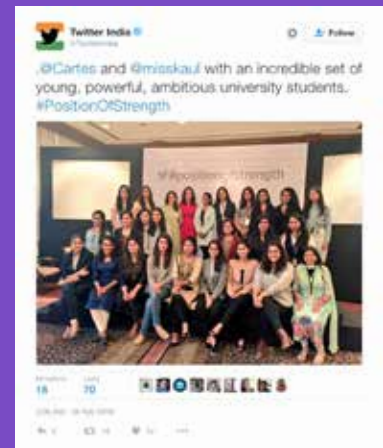 Twitter India
Follow
.@Cartes and @misskaul with an incredible set of
young, powerful, ambitious university students.
#PositionOfStrength
#positionofstrength
18 70